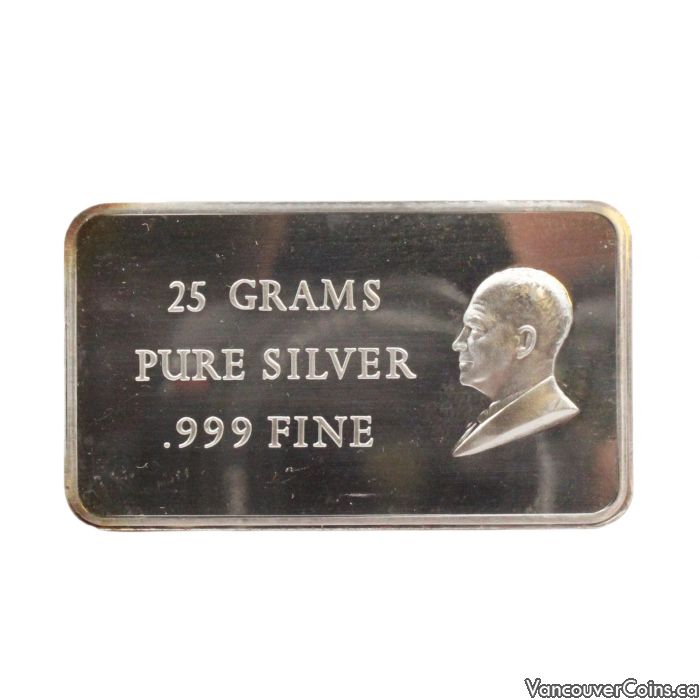 25 GRAMS
PURE SILVER
.999 FINE
VancouverCoins.ca